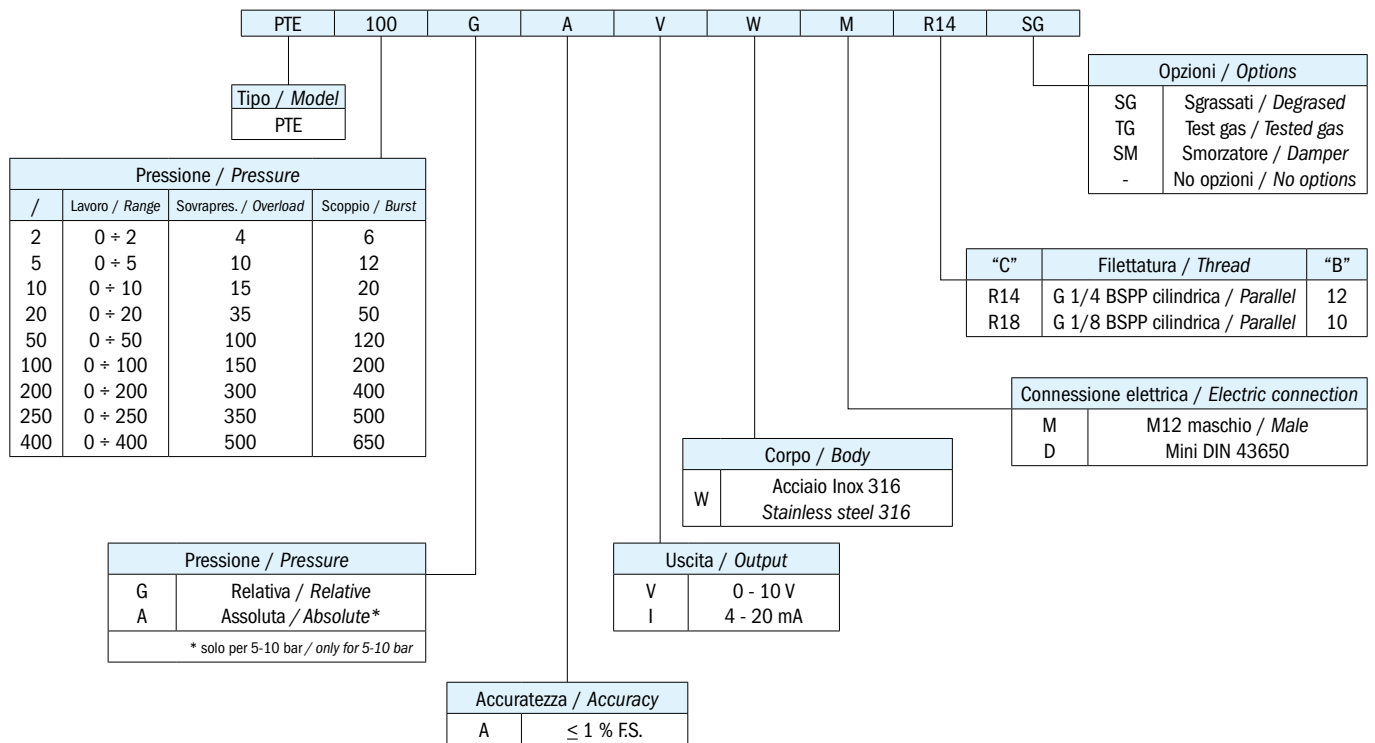 PTE 100 G A V W M R14 SG
Tipo / Model
PTE
Pressione / Pressure
/ Lavoro / Range Sovrapres. / Overload Scoppio / Burst
2 0 ÷ 2 4 6
5 0 ÷ 5 10 12
10 0 ÷ 10 15 20
20 0 ÷ 20 35 50
50 0 ÷ 50 100 120
100 0 ÷ 100 150 200
200 0 ÷ 200 300 400
250 0 ÷ 250 350 500
400 0 ÷ 400 500 650
Opzioni / Options
SG Sgrassati / Degrased
TG Test gas / Tested gas
SM Smorzatore / Damper
- No opzioni / No options
"C" Filettatura / Thread "B"
R14 G 1/4 BSPP cilindrica / Parallel 12
R18 G 1/8 BSPP cilindrica / Parallel 10
Connessione elettrica / Electric connection
M M12 maschio / Male
D Mini DIN 43650
Corpo / Body
W Acciaio Inox 316
Stainless steel 316
Pressione / Pressure
G Relativa / Relative
A Assoluta / Absolute*
* solo per 5-10 bar / only for 5-10 bar
Uscita / Output
V 0 - 10 V
I 4 - 20 mA
Accuratezza / Accuracy
A ≤ 1 % F.S.